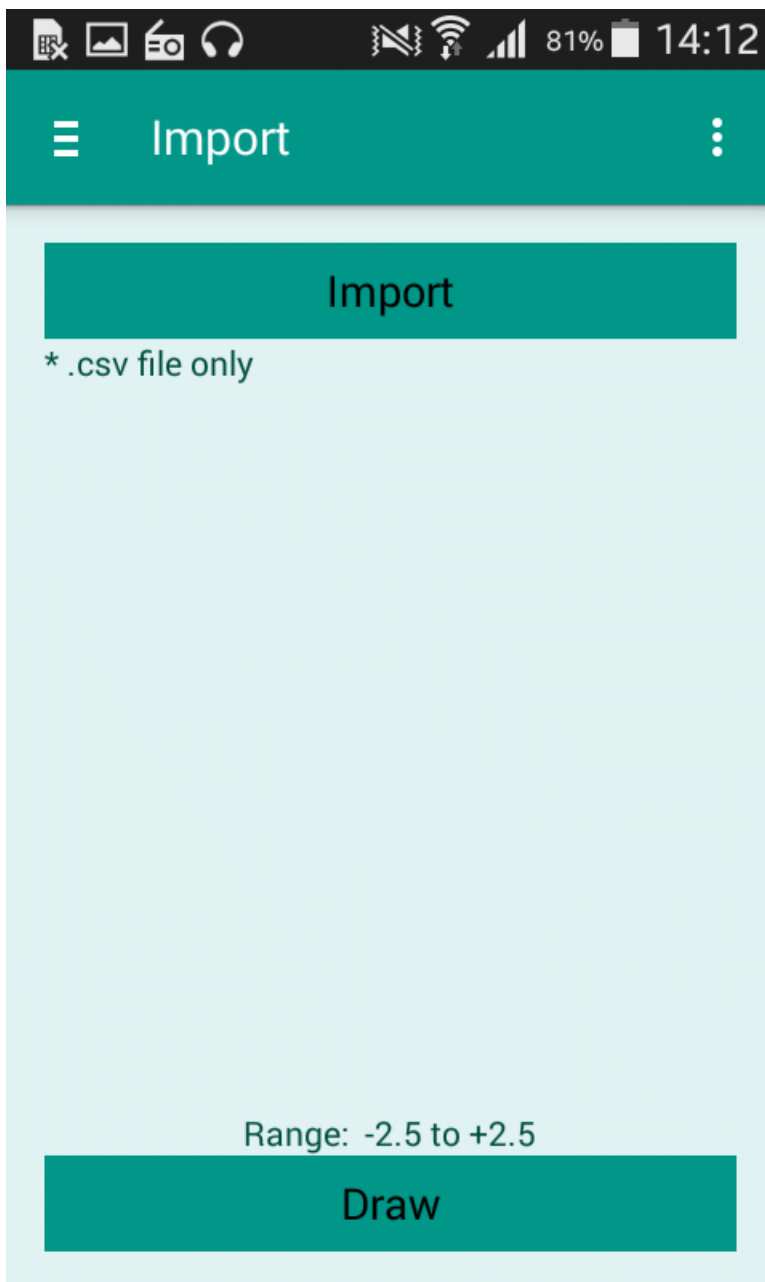 81% 14:12
Import
Import
* .csv file only
Range: -2.5 to +2.5
Draw